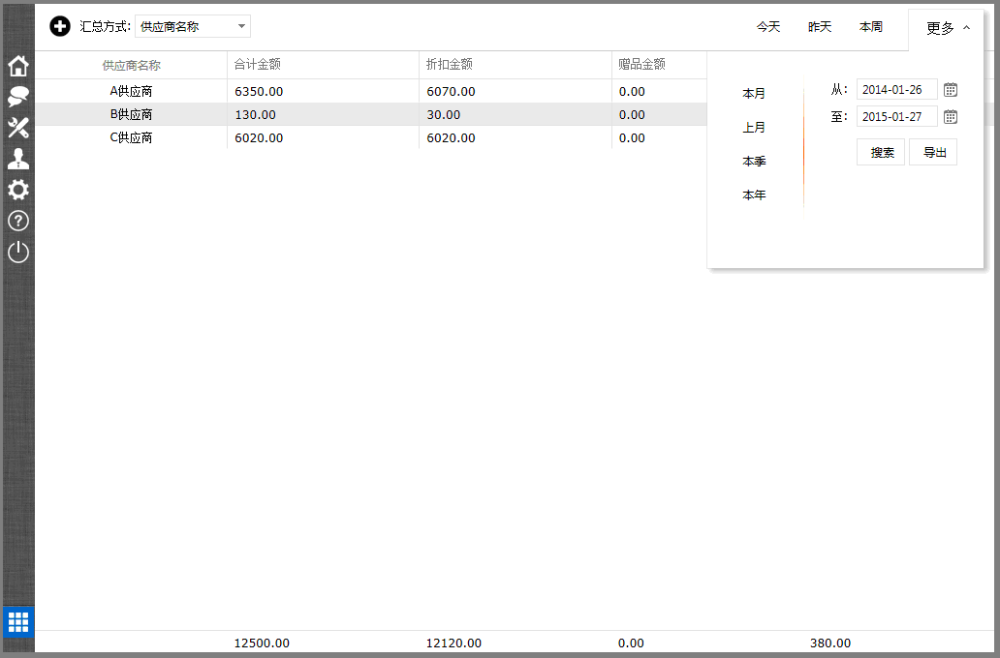 汇总方式: 供应商名称 今天 昨天 本周 更多
供应商名称 合计金额 折扣金额 赠品金额
A供应商 6350.00 6070.00 0.00
B供应商 130.00 30.00 0.00
C供应商 6020.00 6020.00 0.00
本月
上月
本季
本年
从: 2014-01-26
至: 2015-01-27
搜索 导出
12500.00 12120.00 0.00 380.00